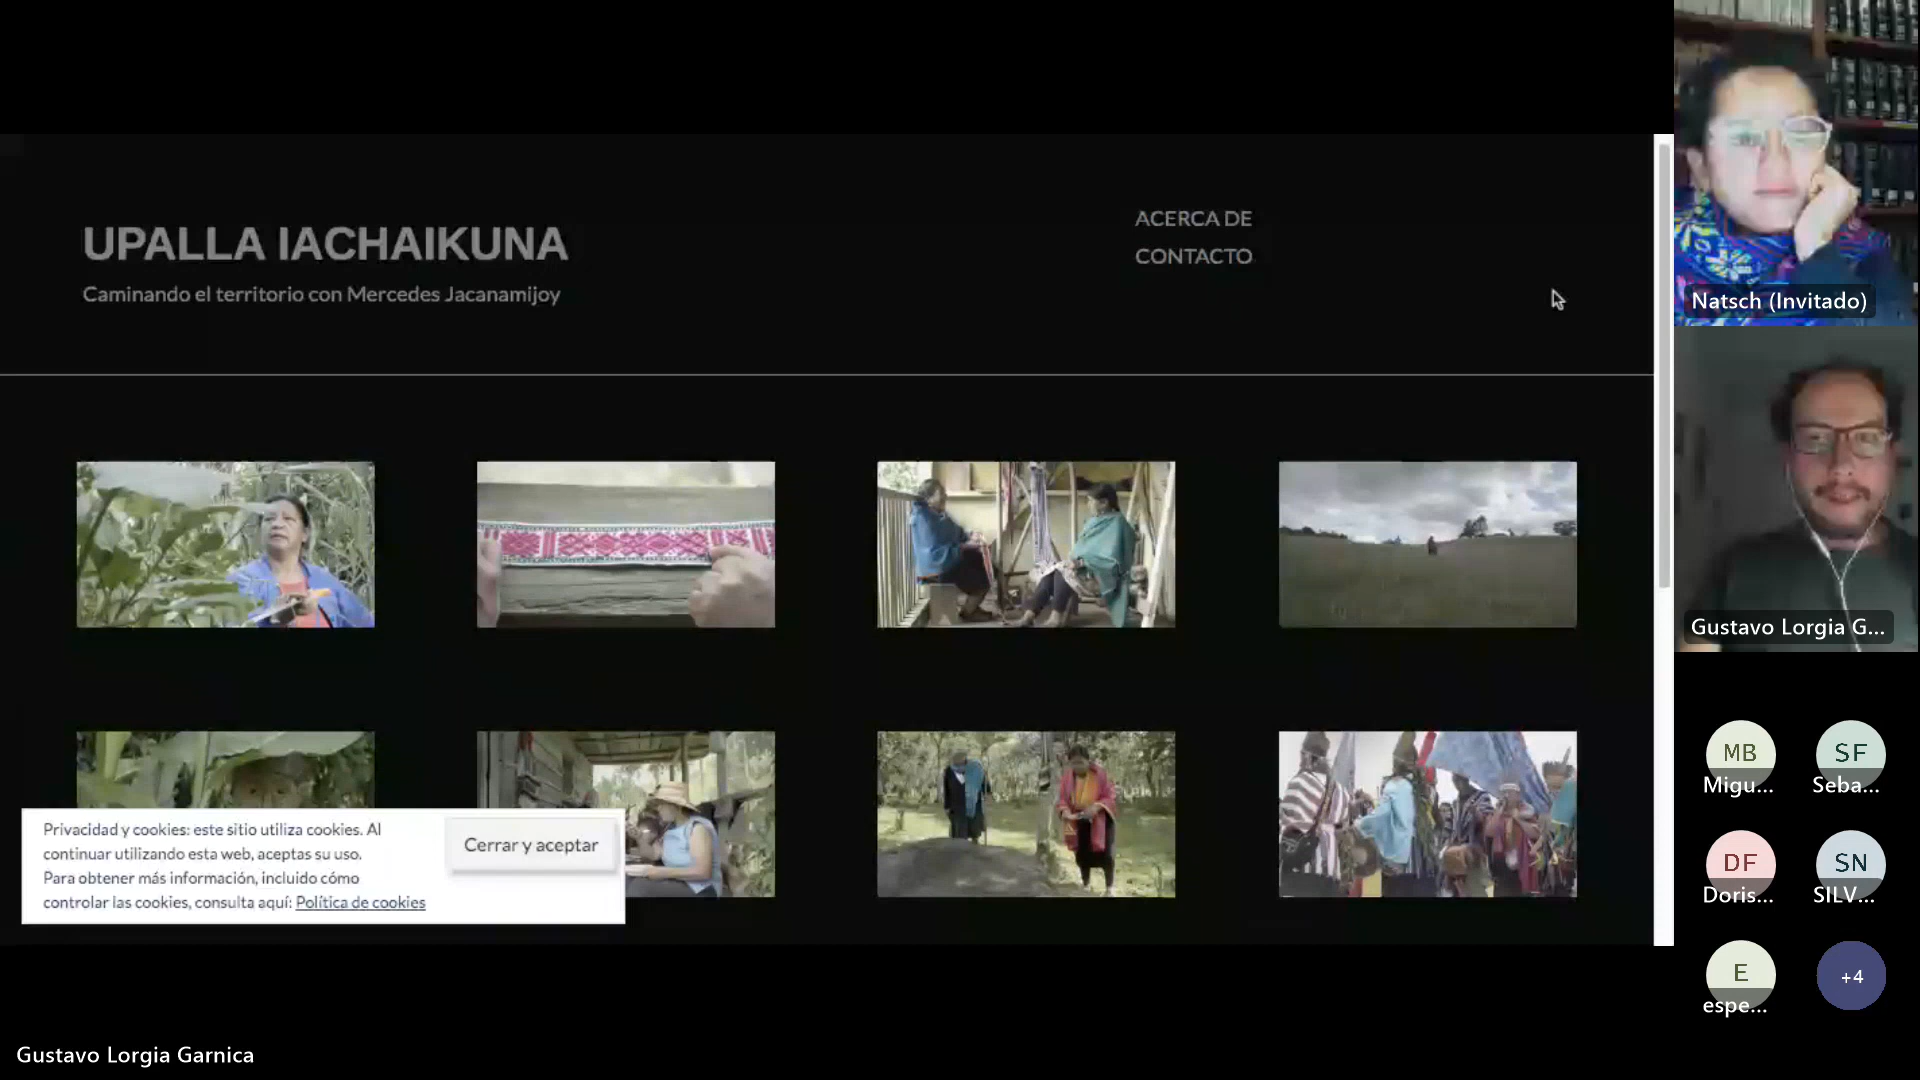 UPALLA IACHAIKUNA
Caminando el territorio con Mercedes Jacanamijoy
ACERCA DE
CONTACTO
Privacidad y cookies: este sitio utiliza cookies. Al
continuar utilizando esta web, aceptas su uso.
Para obtener más información, incluido cómo
controlar las cookies, consulta aquí: Política de cookies
Cerrar y aceptar
Natsch (Invitado)
Gustavo Lorgia G...
MB
Migu...
SF
Seba...
DF
Doris...
SN
SILV...
E
espe...
+4
Gustavo Lorgia Garnica